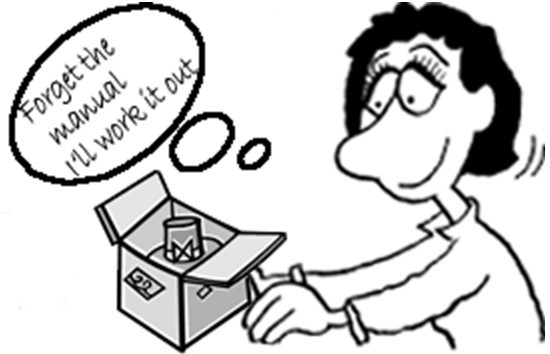 Forget the
manual
I'll work it out